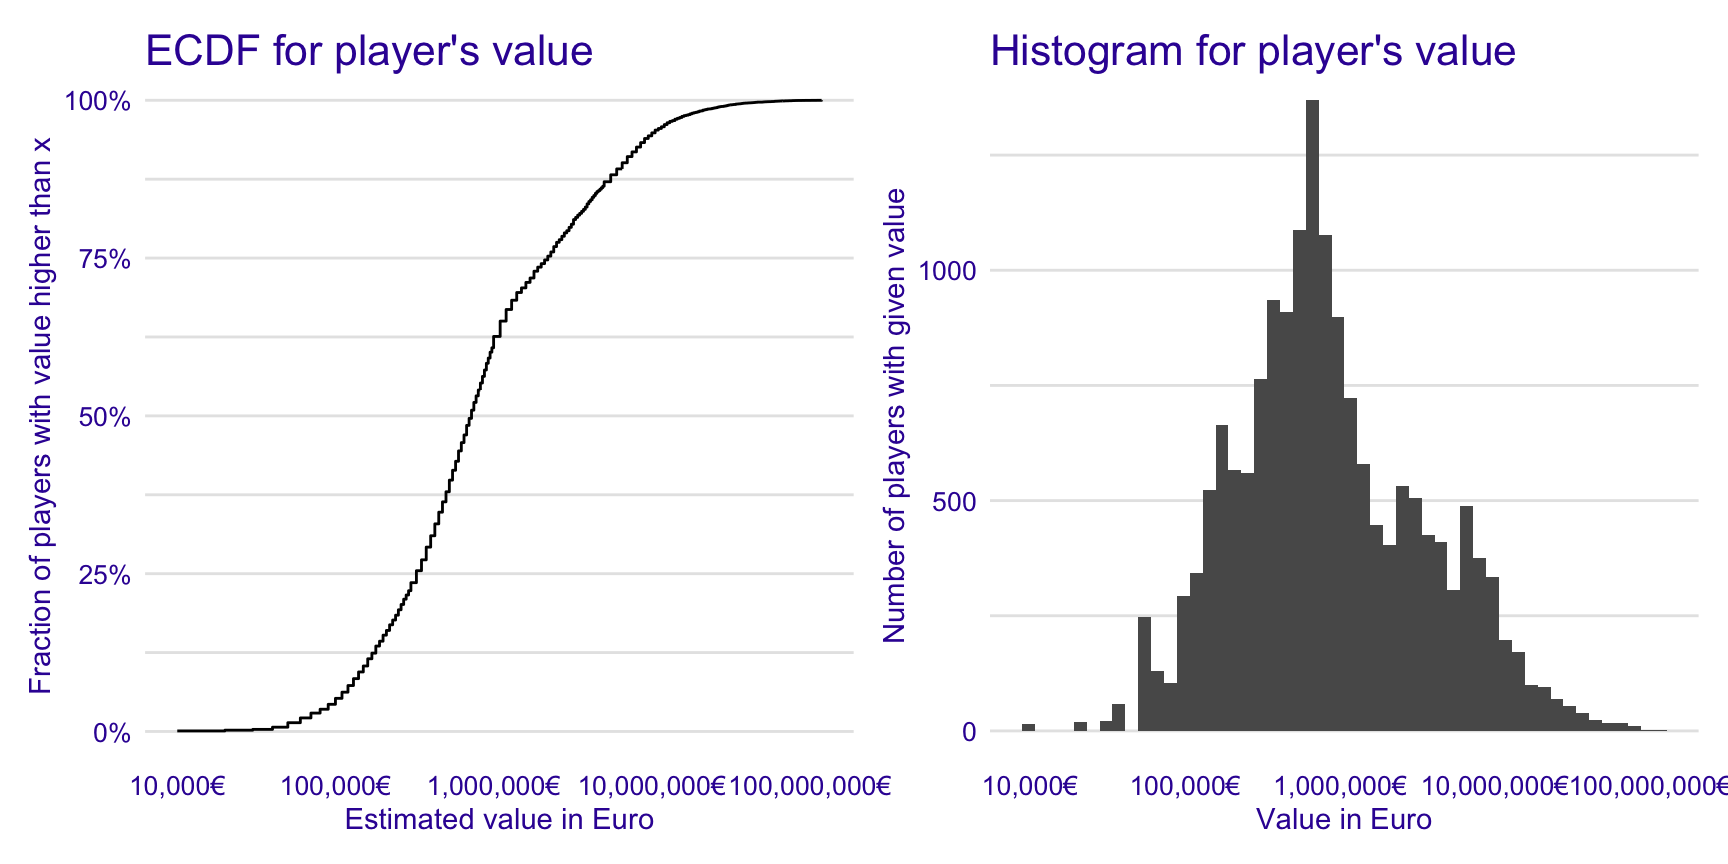 ECDF for player's value
Fraction of players with value higher than x
100%
75%
50%
25%
0%
10,000€ 100,000€ 1,000,000€ 10,000,000€ 100,000,000€
Estimated value in Euro
Histogram for player's value
Number of players with given value
1000
500
0
10,000€ 100,000€ 1,000,000€ 10,000,000€ 100,000,000€
Value in Euro